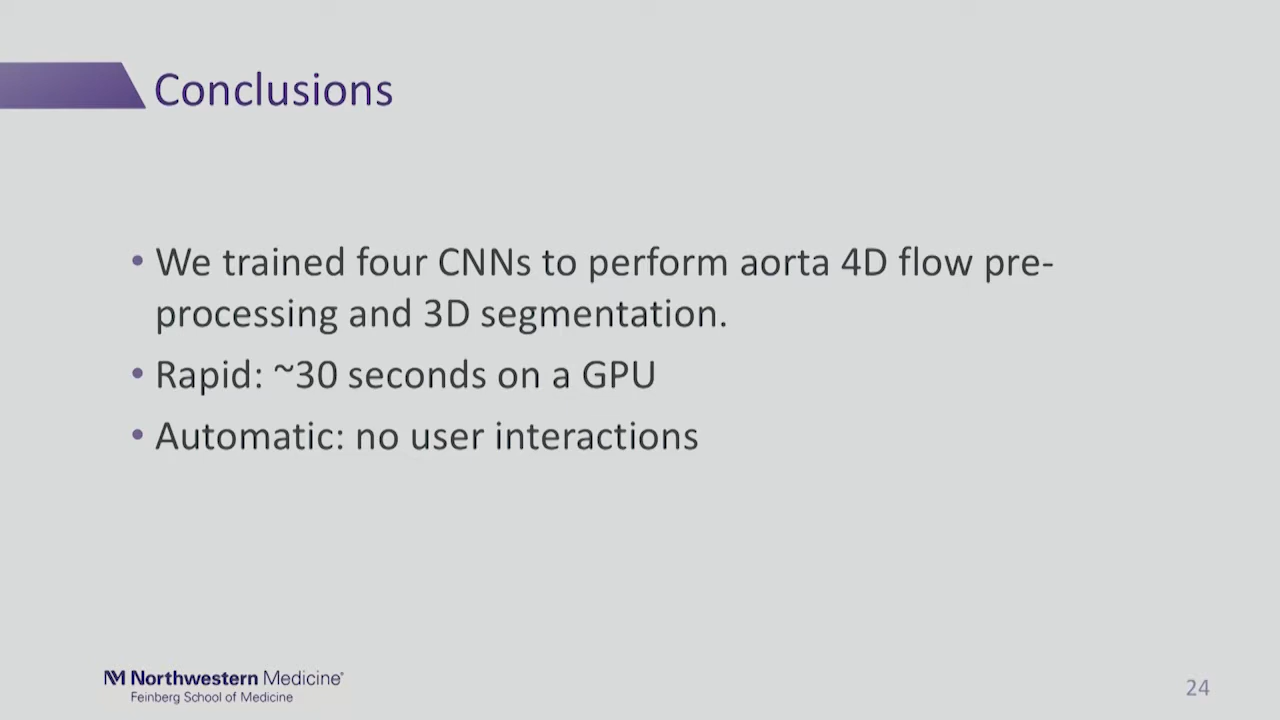 Conclusions
• We trained four CNNs to perform aorta 4D flow pre-
processing and 3D segmentation.
• Rapid: ~30 seconds on a GPU
• Automatic: no user interactions
NM Northwestern Medicine®
Feinberg School of Medicine
24